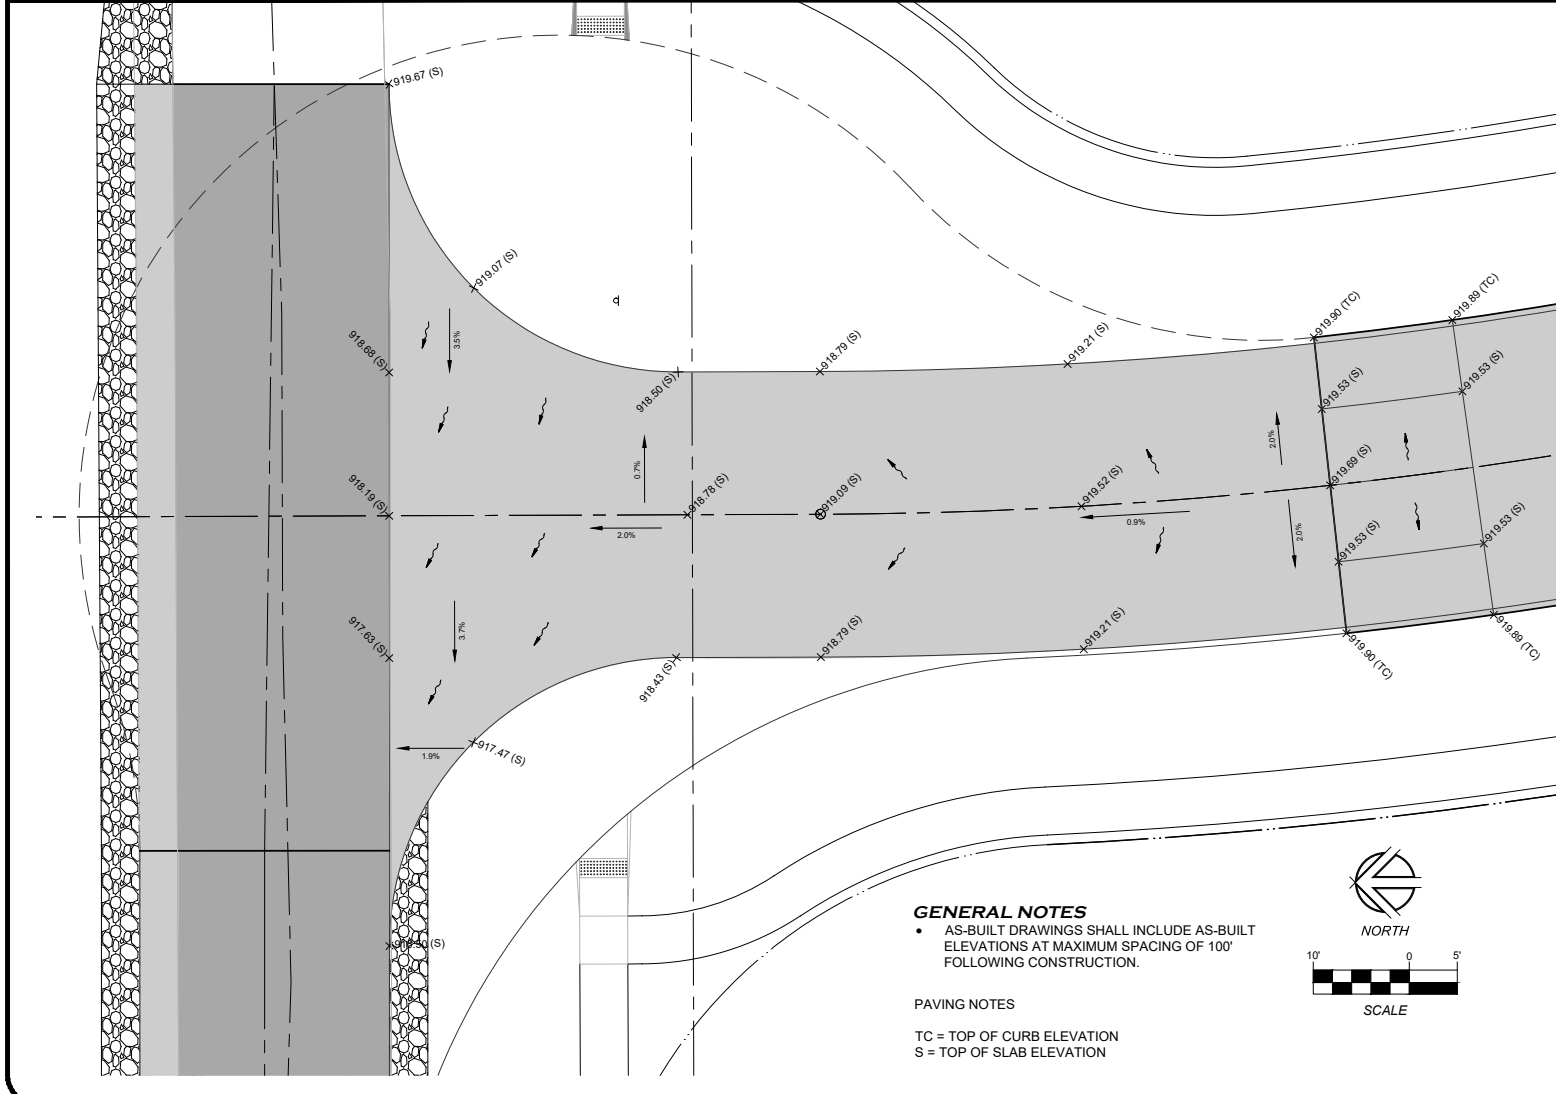 919.67 (S)
919.07 (S)
918.68 (S)
3.5%
918.50 (S)
918.79 (S)
919.21 (S)
919.90 (TC)
919.89 (TC)
919.53 (S)
919.53 (S)
0.7%
2.0%
918.19 (S)
918.78 (S)
919.09 (S)
919.52 (S)
919.69 (S)
2.0%
0.9%
2.0%
919.53 (S)
919.53 (S)
917.63 (S)
3.7%
918.43 (S)
918.79 (S)
919.21 (S)
919.90 (TC)
919.89 (TC)
1.9%
917.47 (S)
(S)
GENERAL NOTES
• AS-BUILT DRAWINGS SHALL INCLUDE AS-BUILT
ELEVATIONS AT MAXIMUM SPACING OF 100'
FOLLOWING CONSTRUCTION.
PAVING NOTES
TC = TOP OF CURB ELEVATION
S = TOP OF SLAB ELEVATION
NORTH
10' 0 5'
SCALE